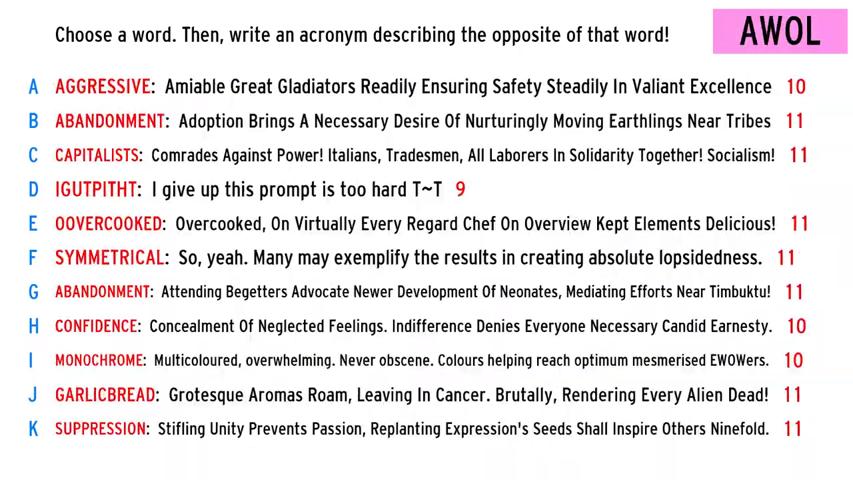 Choose a word. Then, write an acronym describing the opposite of that word!
AWOL
A AGGRESSIVE: Amiable Great Gladiators Readily Ensuring Safety Steadily In Valiant Excellence 10
B ABANDONMENT: Adoption Brings A Necessary Desire Of Nurturingly Moving Earthlings Near Tribes 11
C CAPITALISTS: Comrades Against Power! Italians, Tradesmen, All Laborers In Solidarity Together! Socialism! 11
D IGUTPITHT: I give up this prompt is too hard T~T 9
E OOVERCOOKED: Overcooked, On Virtually Every Regard Chef On Overview Kept Elements Delicious! 11
F SYMMETRICAL: So, yeah. Many may exemplify the results in creating absolute lopsidedness. 11
G ABANDONMENT: Attending Begetters Advocate Newer Development Of Neonates, Mediating Efforts Near Timbuktu! 11
H CONFIDENCE: Concealment Of Neglected Feelings. Indifference Denies Everyone Necessary Candid Earnesty. 10
I MONOCHROME: Multicoloured, overwhelming. Never obscene. Colours helping reach optimum mesmerised EWOWers. 10
J GARLICBREAD: Grotesque Aromas Roam, Leaving In Cancer. Brutally, Rendering Every Alien Dead! 11
K SUPPRESSION: Stifling Unity Prevents Passion, Replanting Expression's Seeds Shall Inspire Others Ninefold. 11